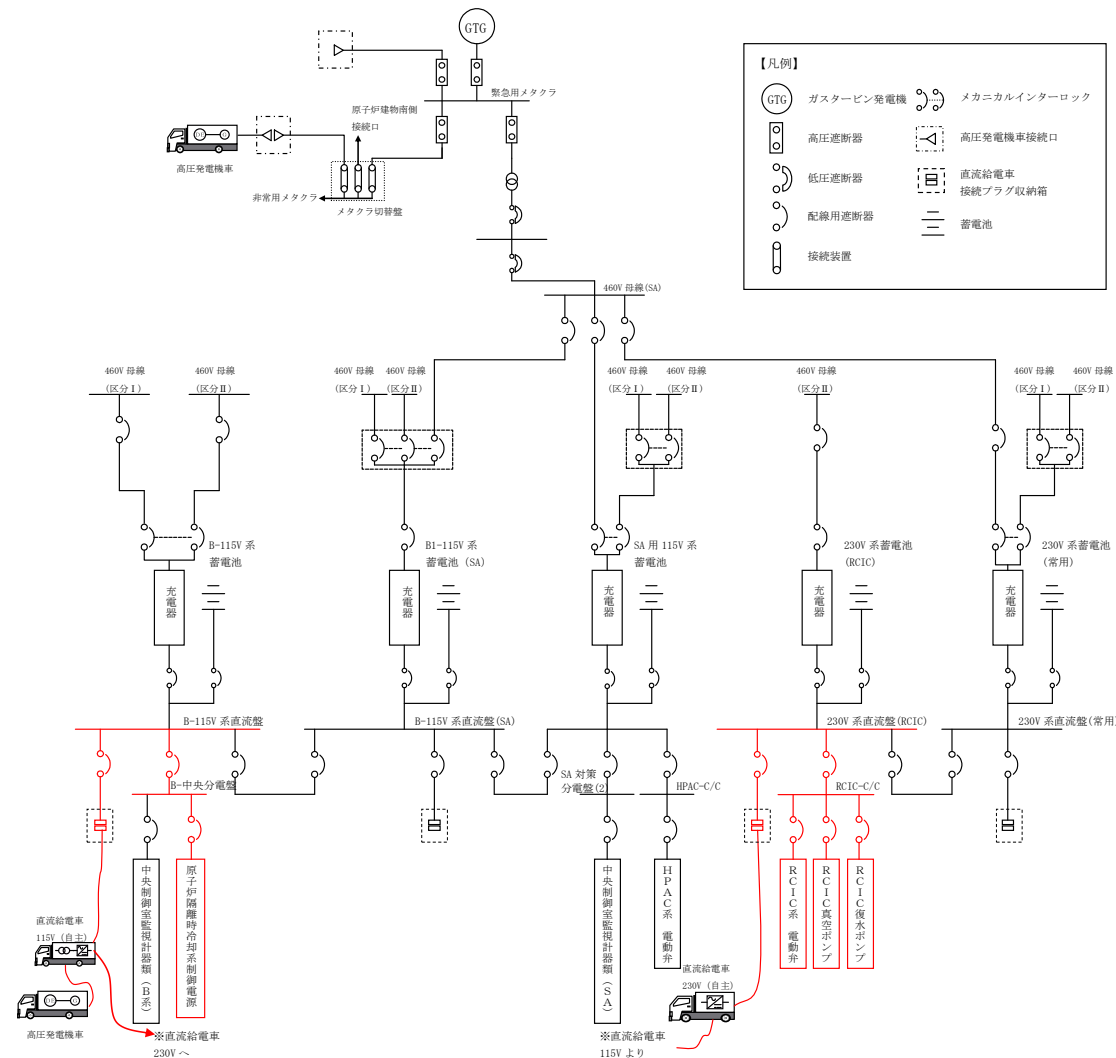 GTG
緊急用メタクラ
原子炉建物南側
接続口
高圧発電機車
非常用メタクラ
メタクラ切替盤
【凡例】
GTG
ガスタービン発電機
メカニカルインターロック
高圧遮断器
高圧発電機車接続口
低圧遮断器
直流給電車
接続プラグ収納箱
配線用遮断器
蓄電池
接続装置
460V 母線(SA)
460V 母線
(区分Ⅰ)
460V 母線
(区分Ⅱ)
460V 母線
(区分Ⅰ)
460V 母線
(区分Ⅱ)
460V 母線
(区分Ⅰ)
460V 母線
(区分Ⅱ)
460V 母線
(区分Ⅱ)
460V 母線
(区分Ⅰ)
460V 母線
(区分Ⅱ)
B-115V 系
蓄電池
B1-115V 系
蓄電池 (SA)
SA 用 115V 系
蓄電池
230V 系蓄電池
(RCIC)
230V 系蓄電池
(常用)
充電器
充電器
充電器
充電器
充電器
B-115V 系直流盤
B-115V 系直流盤(SA)
230V 系直流盤(RCIC)
230V 系直流盤(常用)
B-中央分電盤
SA 対策
分電盤(2)
HPAC-C/C
RCIC-C/C
中央制御室監視計器類(B系)
原子炉隔離時冷却系制御電源
中央制御室監視計器類(SA)
HPAC系 電動弁
RCIC系 電動弁
RCIC真空ポンプ
RCIC復水ポンプ
直流給電車
115V (自主)
高圧発電機車
※直流給電車
230V へ
直流給電車
230V (自主)
※直流給電車
115V より